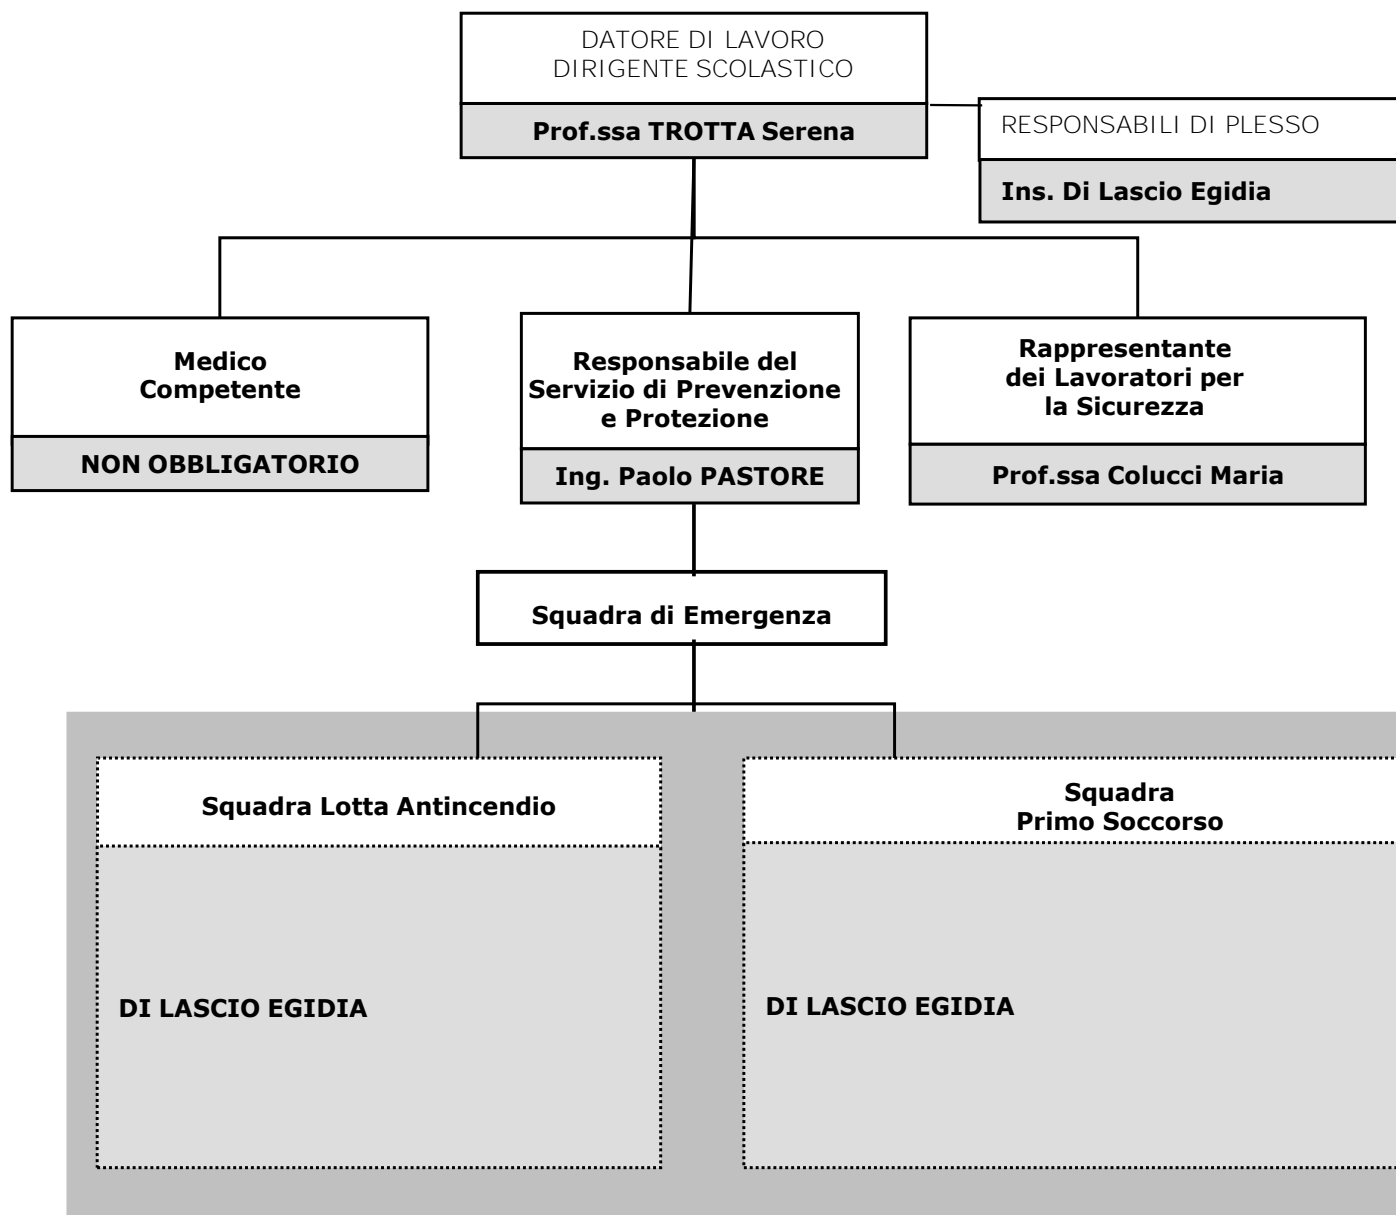 DATORE DI LAVORO
DIRIGENTE SCOLASTICO
Prof.ssa TROTTA Serena
RESPONSABILI DI PLESSO
Ins. Di Lascio Egidia
Medico
Competente
NON OBBLIGATORIO
Responsabile del
Servizio di Prevenzione
e Protezione
Ing. Paolo PASTORE
Rappresentante
dei Lavoratori per
la Sicurezza
Prof.ssa Colucci Maria
Squadra di Emergenza
Squadra Lotta Antincendio
DI LASCIO EGIDIA
Squadra
Primo Soccorso
DI LASCIO EGIDIA